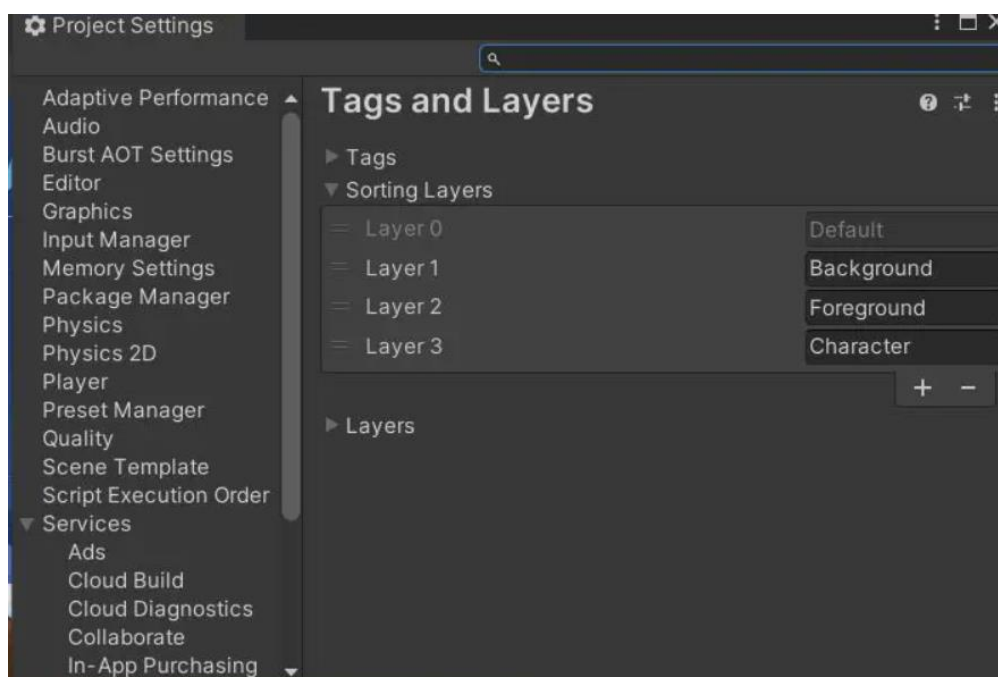 Project Settings
Adaptive Performance
Audio
Burst AOT Settings
Editor
Graphics
Input Manager
Memory Settings
Package Manager
Physics
Physics 2D
Player
Preset Manager
Quality
Scene Template
Script Execution Order
Services
Ads
Cloud Build
Cloud Diagnostics
Collaborate
In-App Purchasing
Tags and Layers
Tags
Sorting Layers
Layer 0 Default
Layer 1 Background
Layer 2 Foreground
Layer 3 Character
Layers